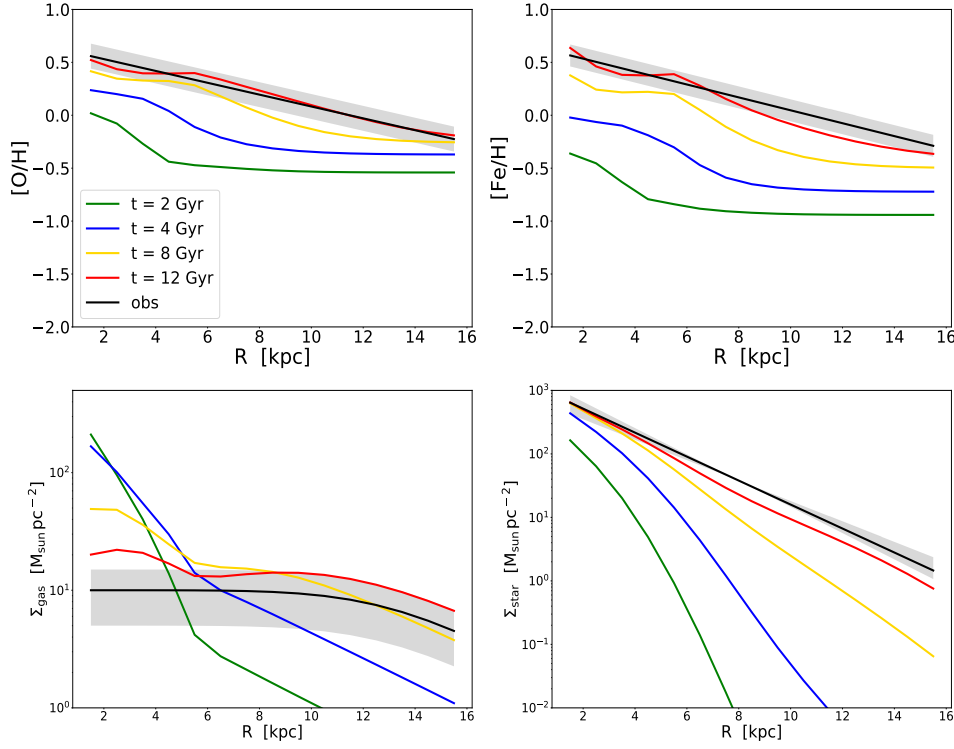 1.0
0.5
0.0
−0.5
−1.0
−1.5
−2.0
[O/H]
t = 2 Gyr
t = 4 Gyr
t = 8 Gyr
t = 12 Gyr
obs
2 4 6 8 10 12 14 16
R [kpc]
1.0
0.5
0.0
−0.5
−1.0
−1.5
−2.0
[Fe/H]
2 4 6 8 10 12 14 16
R [kpc]
10²
10¹
10⁰
Σgas [Msun pc⁻²]
2 4 6 8 10 12 14 16
R [kpc]
10³
10²
10¹
10⁰
10⁻¹
10⁻²
Σstar [Msun pc⁻²]
2 4 6 8 10 12 14 16
R [kpc]